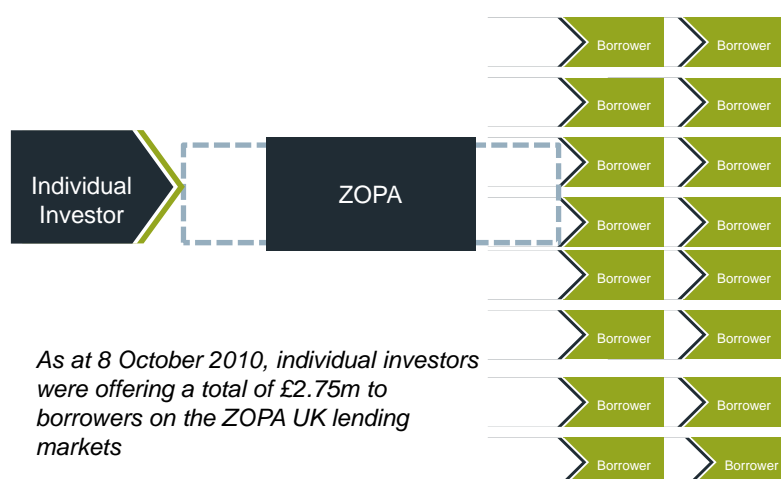 Borrower Borrower
Borrower Borrower
Borrower Borrower
Individual
Investor
ZOPA
Borrower Borrower
Borrower Borrower
Borrower Borrower
As at 8 October 2010, individual investors
were offering a total of £2.75m to
borrowers on the ZOPA UK lending
markets
Borrower Borrower
Borrower Borrower